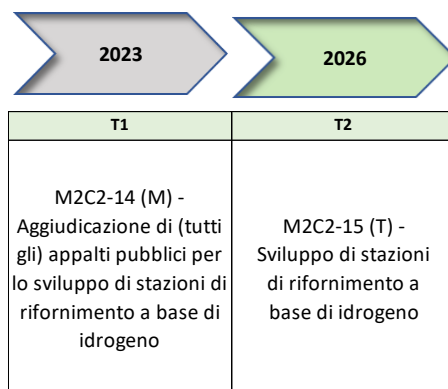 2023
2026
T1
T2
M2C2-14 (M) -
Aggiudicazione di (tutti
gli) appalti pubblici per
lo sviluppo di stazioni di
rifornimento a base di
idrogeno
M2C2-15 (T) -
Sviluppo di stazioni
di rifornimento a
base di idrogeno